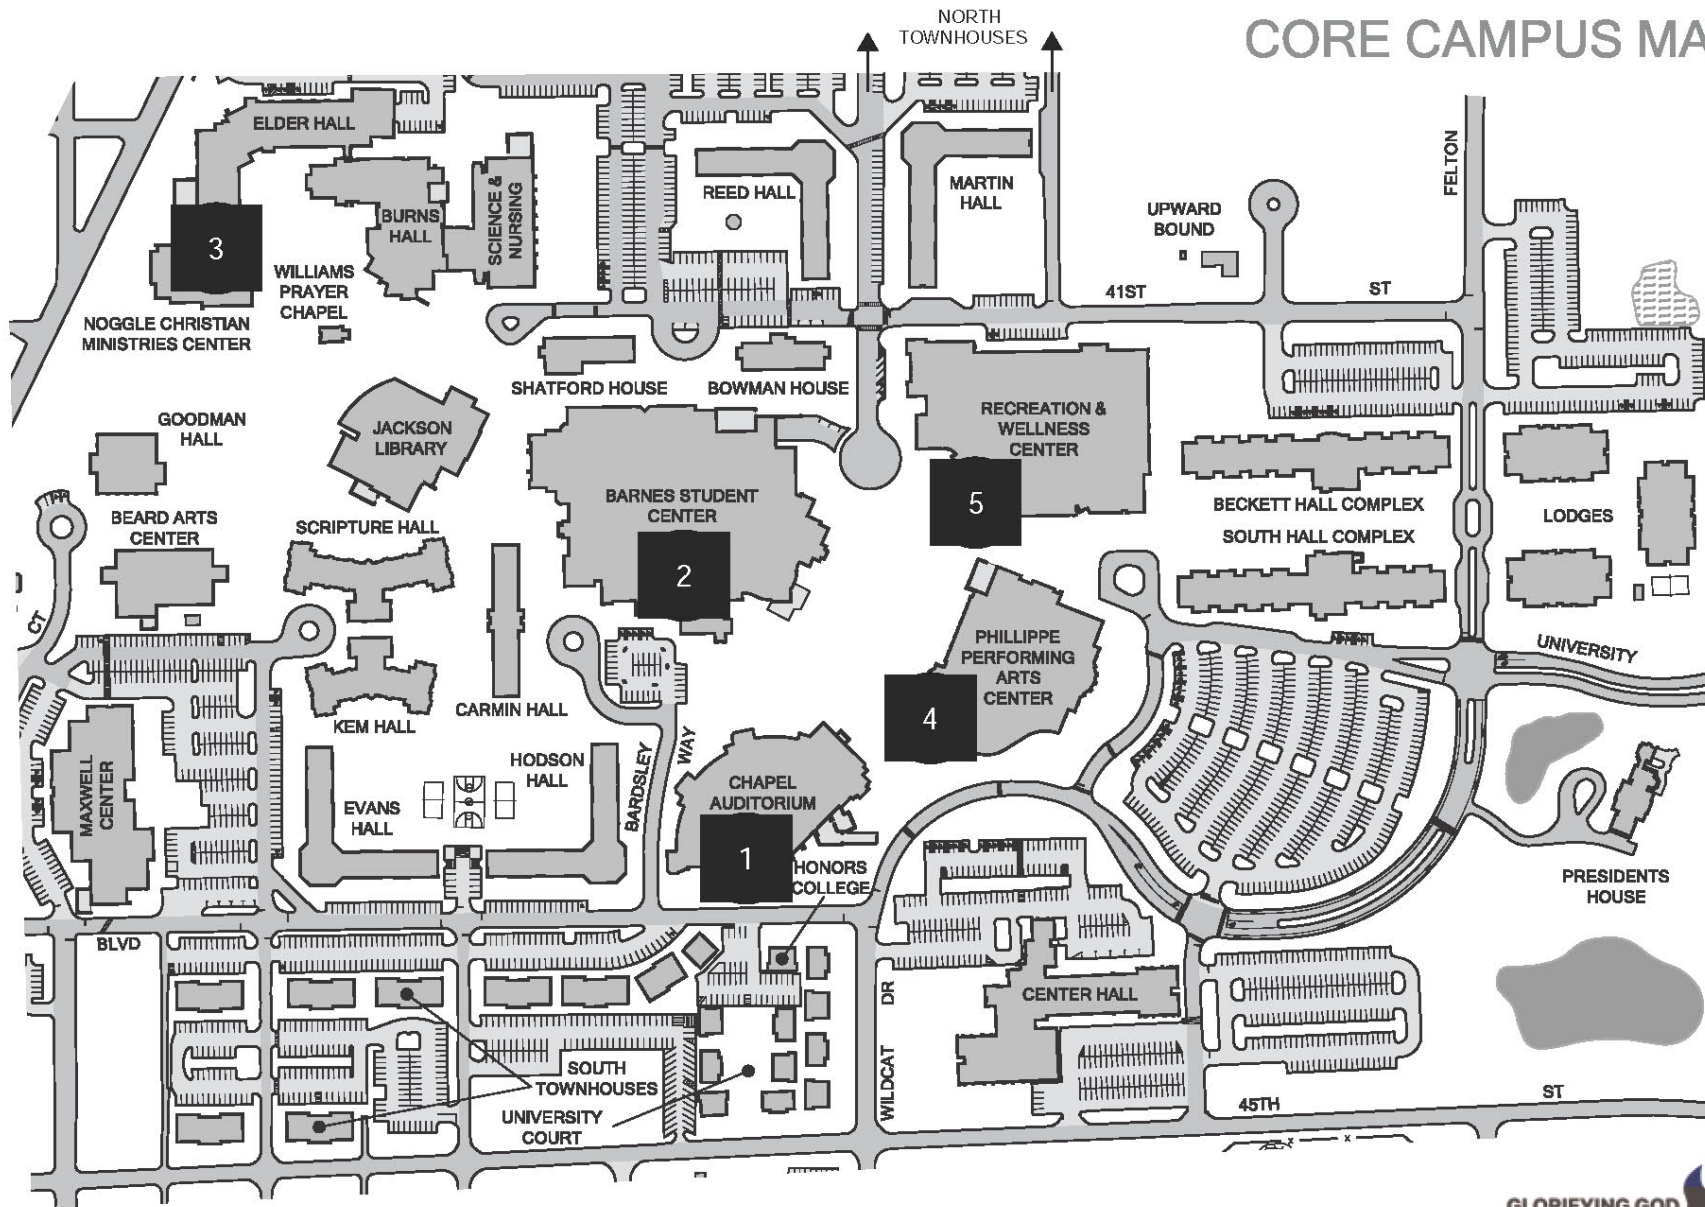 NORTH
TOWNHOUSES
CORE CAMPUS MA
ELDER HALL
FELTON
REED HALL
MARTIN
HALL
SCIENCE &
NURSING
BURNS
HALL
UPWARD
BOUND
3
WILLIAMS
PRAYER
CHAPEL
41ST
ST
NOGGLE CHRISTIAN
MINISTRIES CENTER
SHATFORD HOUSE
BOWMAN HOUSE
GOODMAN
HALL
JACKSON
LIBRARY
RECREATION &
WELLNESS
CENTER
BARNES STUDENT
CENTER
5
BECKETT HALL COMPLEX
LODGES
BEARD ARTS
CENTER
SCRIPTURE HALL
SOUTH HALL COMPLEX
2
CT
PHILLIPPE
PERFORMING
ARTS
CENTER
UNIVERSITY
4
KEM HALL
CARMIN HALL
BARDSLEY
WAY
HODSON
HALL
MAXWELL
CENTER
EVANS
HALL
CHAPEL
AUDITORIUM
1
HONORS
COLLEGE
PRESIDENTS
HOUSE
BLVD
WILDCAT
DR
CENTER HALL
SOUTH
TOWNHOUSES
UNIVERSITY
COURT
45TH
ST
GLORIFYING GOD